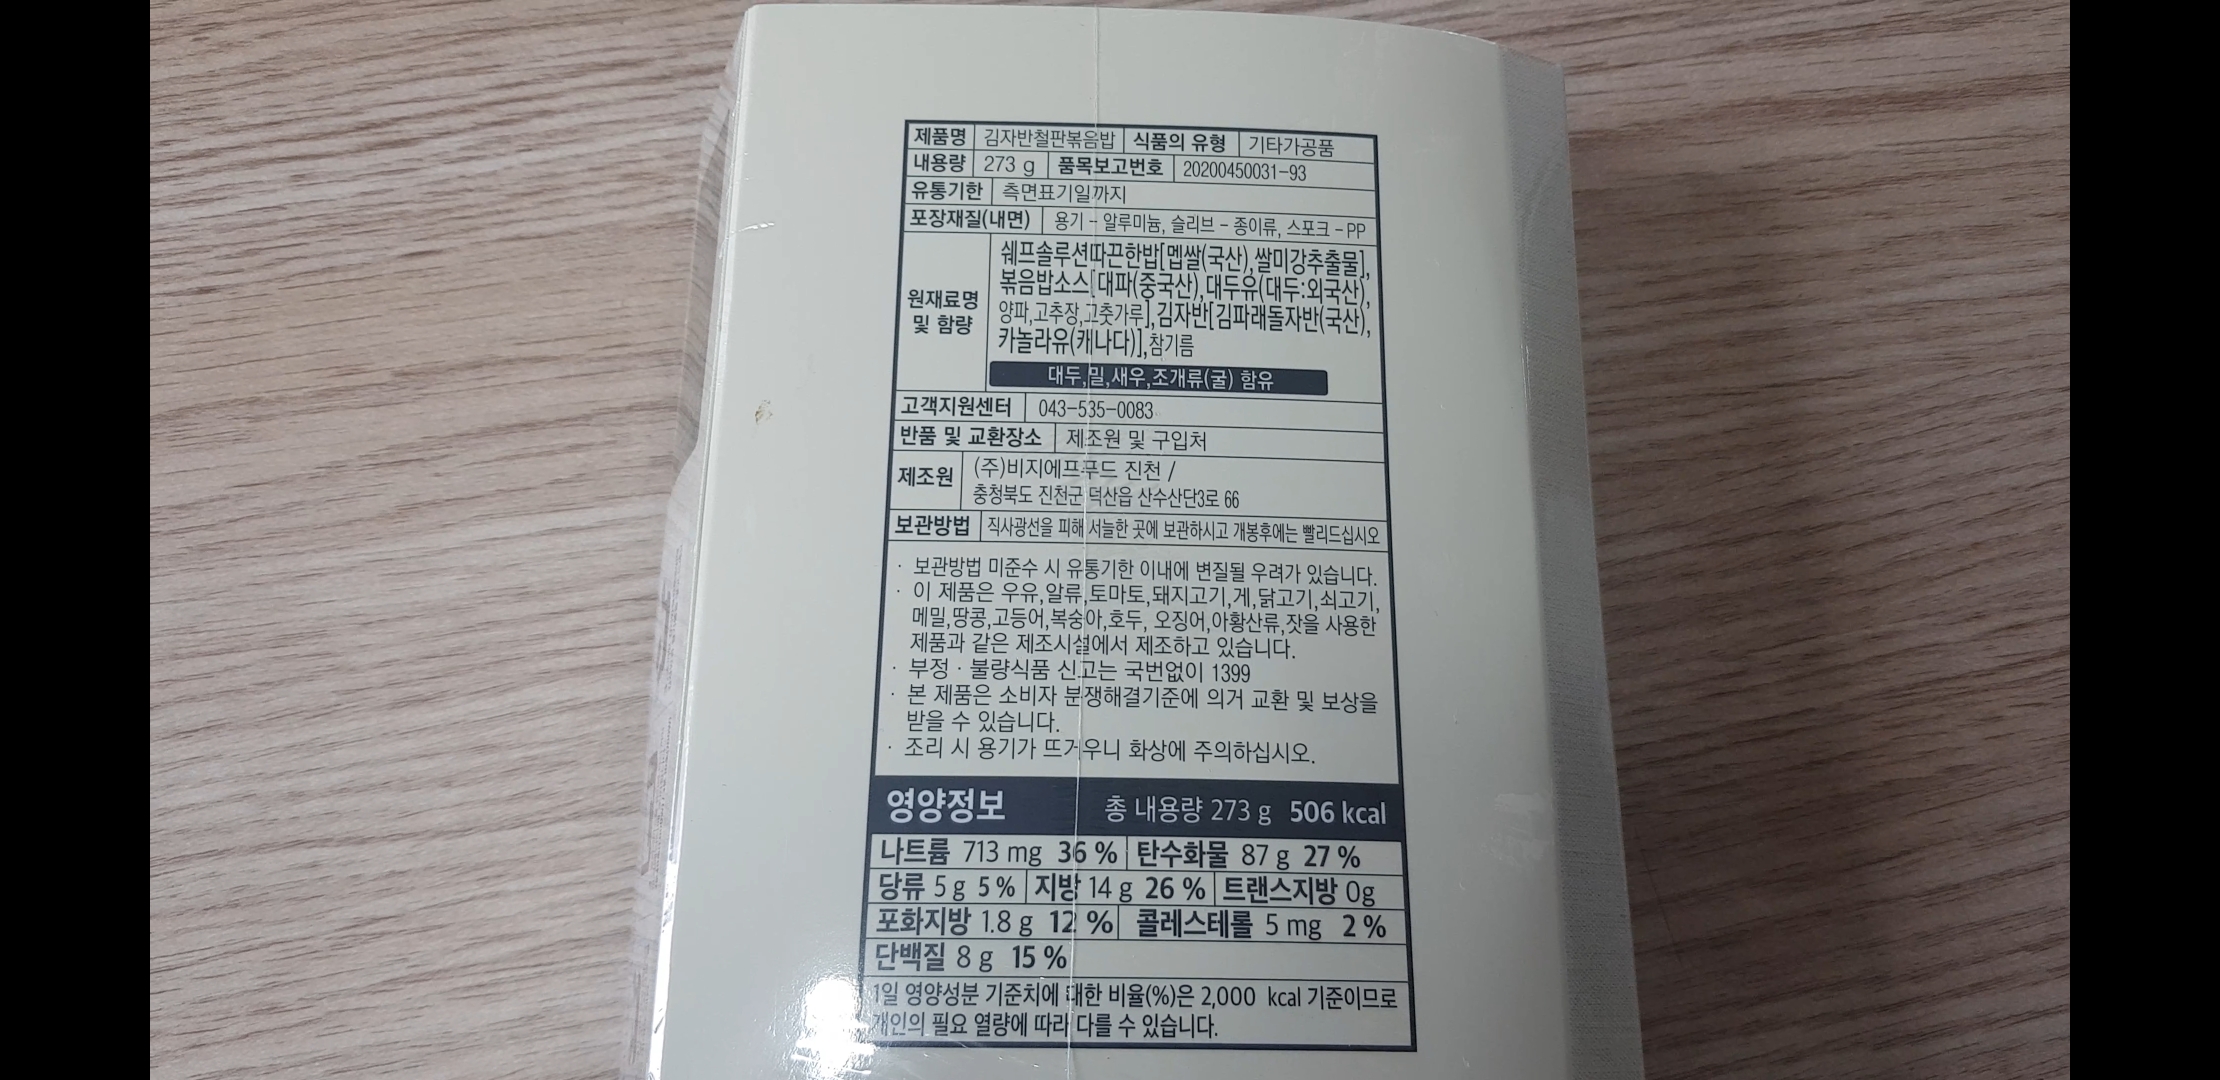 제품명 김자반철판볶음밥 식품의 유형 기타가공품
내용량 273 g 품목보고번호 20200450031-93
유통기한 측면표기일까지
포장재질(내면) 용기 - 알루미늄, 슬리브 - 종이류, 스포크 - PP
원재료명 및 함량
쉐프솔루션따끈한밥[멥쌀(국산),쌀미강추출물],
볶음밥소스[대파(중국산),대두유(대두:외국산),
양파,고추장,고춧가루],김자반[김파래돌자반(국산),
카놀라유(캐나다)],참기름
대두,밀,새우,조개류(굴) 함유
고객지원센터 043-535-0083
반품 및 교환장소 제조원 및 구입처
제조원 (주)비지에프푸드 진천 /
충청북도 진천군 덕산읍 산수산단3로 66
보관방법 직사광선을 피해 서늘한 곳에 보관하시고 개봉후에는 빨리드십시오
· 보관방법 미준수 시 유통기한 이내에 변질될 우려가 있습니다.
· 이 제품은 우유,알류,토마토,돼지고기,게,닭고기,쇠고기,
메밀,땅콩,고등어,복숭아,호두, 오징어,아황산류,잣을 사용한
제품과 같은 제조시설에서 제조하고 있습니다.
· 부정 · 불량식품 신고는 국번없이 1399
· 본 제품은 소비자 분쟁해결기준에 의거 교환 및 보상을
받을 수 있습니다.
· 조리 시 용기가 뜨거우니 화상에 주의하십시오.
영양정보 총 내용량 273 g 506 kcal
나트륨 713 mg 36 % 탄수화물 87 g 27 %
당류 5 g 5 % 지방 14 g 26 % 트랜스지방 0g
포화지방 1.8 g 12 % 콜레스테롤 5 mg 2 %
단백질 8 g 15 %
1일 영양성분 기준치에 대한 비율(%)은 2,000 kcal 기준이므로
개인의 필요 열량에 따라 다를 수 있습니다.